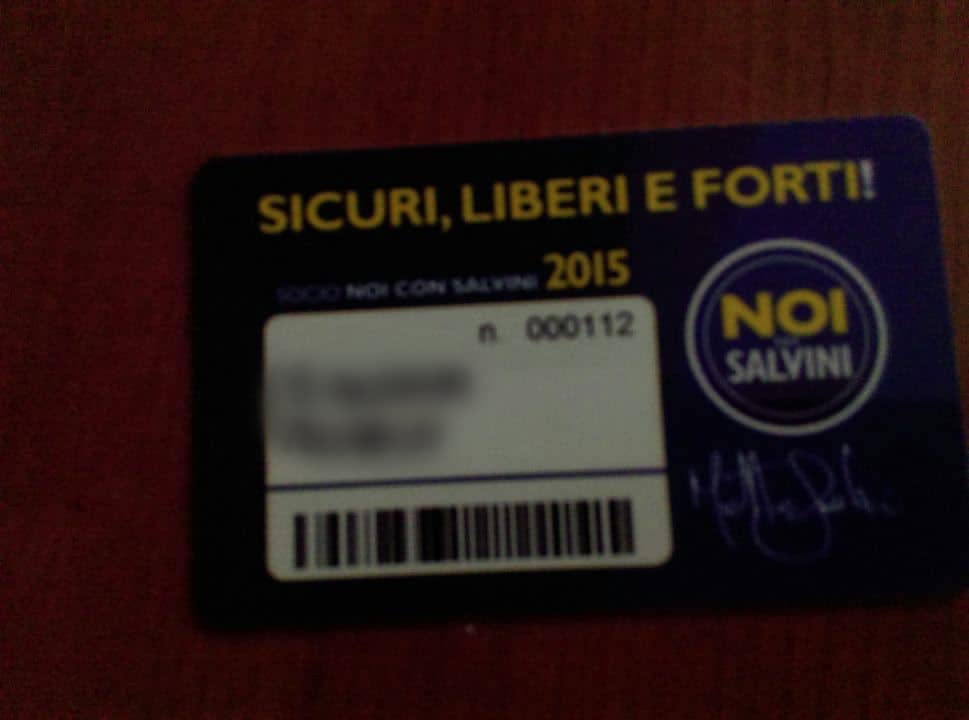 SICURI, LIBERI E FORTI!
SOCIO NOI CON SALVINI 2015
n. 000112
NOI
SALVINI